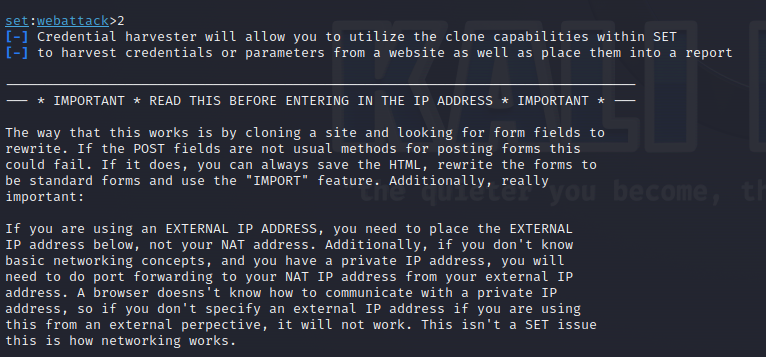 set:webattack>2
[-] Credential harvester will allow you to utilize the clone capabilities within SET
[-] to harvest credentials or parameters from a website as well as place them into a report
--- * IMPORTANT * READ THIS BEFORE ENTERING IN THE IP ADDRESS * IMPORTANT * ---
The way that this works is by cloning a site and looking for form fields to
rewrite. If the POST fields are not usual methods for posting forms this
could fail. If it does, you can always save the HTML, rewrite the forms to
be standard forms and use the "IMPORT" feature. Additionally, really
important:
If you are using an EXTERNAL IP ADDRESS, you need to place the EXTERNAL
IP address below, not your NAT address. Additionally, if you don't know
basic networking concepts, and you have a private IP address, you will
need to do port forwarding to your NAT IP address from your external IP
address. A browser doesns't know how to communicate with a private IP
address, so if you don't specify an external IP address if you are using
this from an external perpective, it will not work. This isn't a SET issue
this is how networking works.
KALI
the quieter you become, th